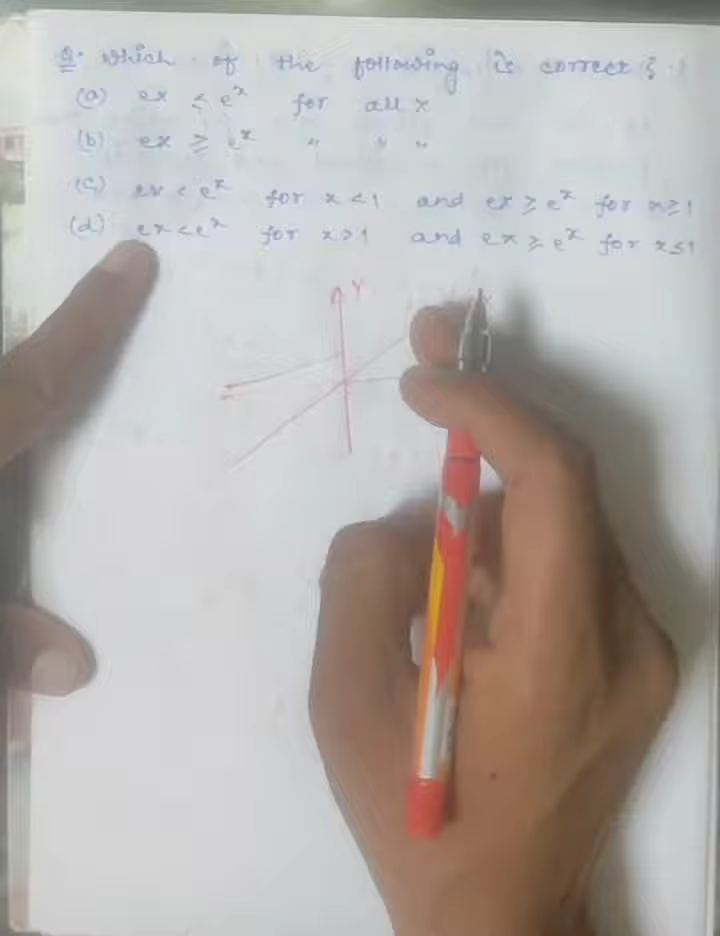 Q. Which of the following is correct ?
(a) ex ≤ e^x for all x
(b) ex ≥ e^x " " "
(c) ex < e^x for x < 1 and ex ≥ e^x for x ≥ 1
(d) ex < e^x for x > 1 and ex ≥ e^x for x ≤ 1
Y